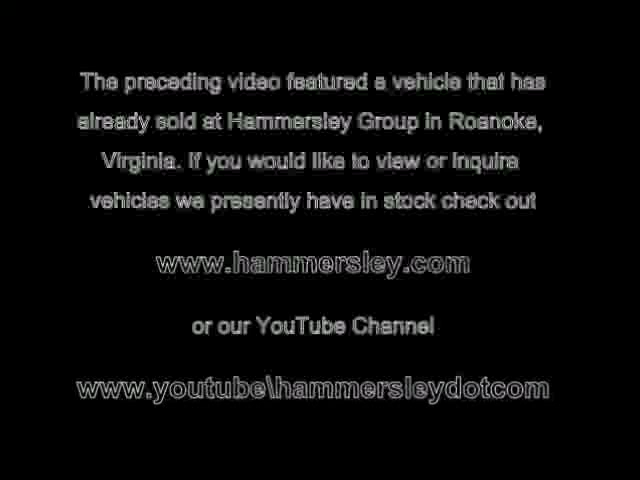 The preceding video featured a vehicle that has
already sold at Hammersley Group in Roanoke,
Virginia. If you would like to view or inquire
vehicles we presently have in stock check out
www.hammersley.com
or our YouTube Channel
www.youtube\hammersleydotcom